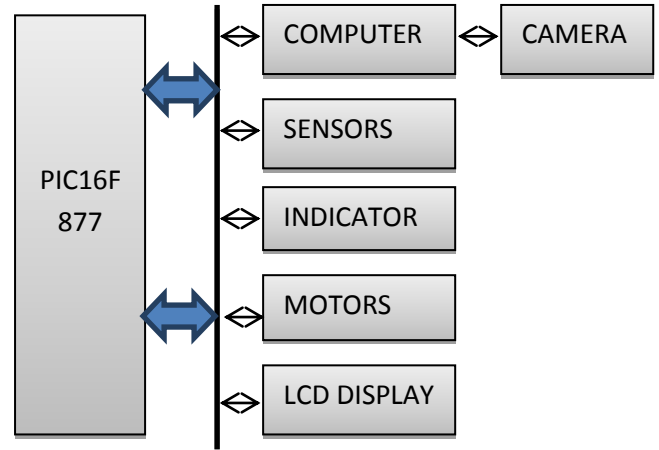 COMPUTER
CAMERA
SENSORS
PIC16F
877
INDICATOR
MOTORS
LCD DISPLAY